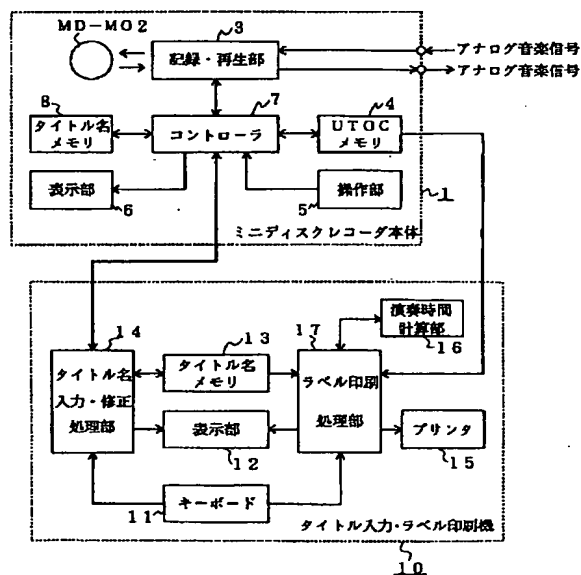 MD-MO2
3
記録・再生部
アナログ音楽信号
アナログ音楽信号
8
タイトル名
メモリ
7
コントローラ
4
UTOC
メモリ
表示部
6
操作部
5
1
ミニディスクレコーダ本体
14
タイトル名
入力・修正
処理部
13
タイトル名
メモリ
17
ラベル印刷
処理部
演奏時間
計算部
16
表示部
12
プリンタ
15
キーボード
11
タイトル入力・ラベル印刷機
10